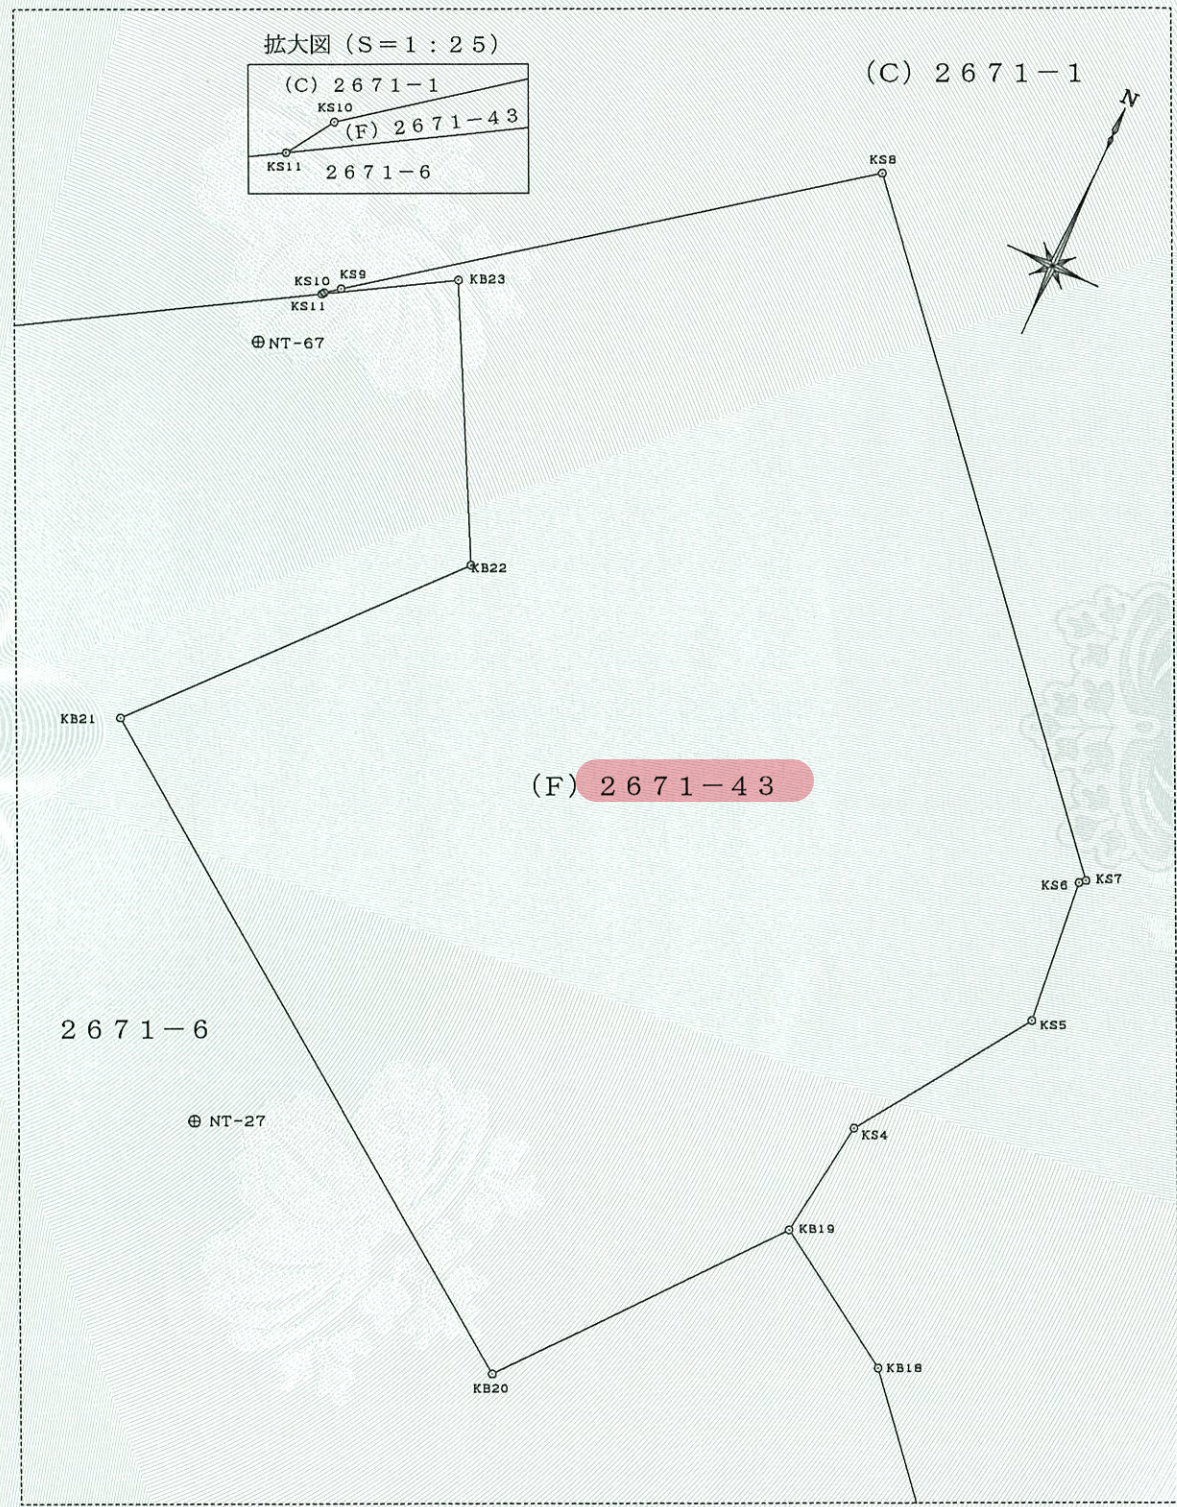 拡大図（S＝1：25）
（C）2671－1
KS10
（F）2671－43
KS11
2671－6
（C）2671－1
N
KS8
KS10
KS9
KB23
KS11
NT-67
KB22
KB21
（F）2671－43
KS6
KS7
2671－6
KS5
NT-27
KS4
KB19
KB18
KB20